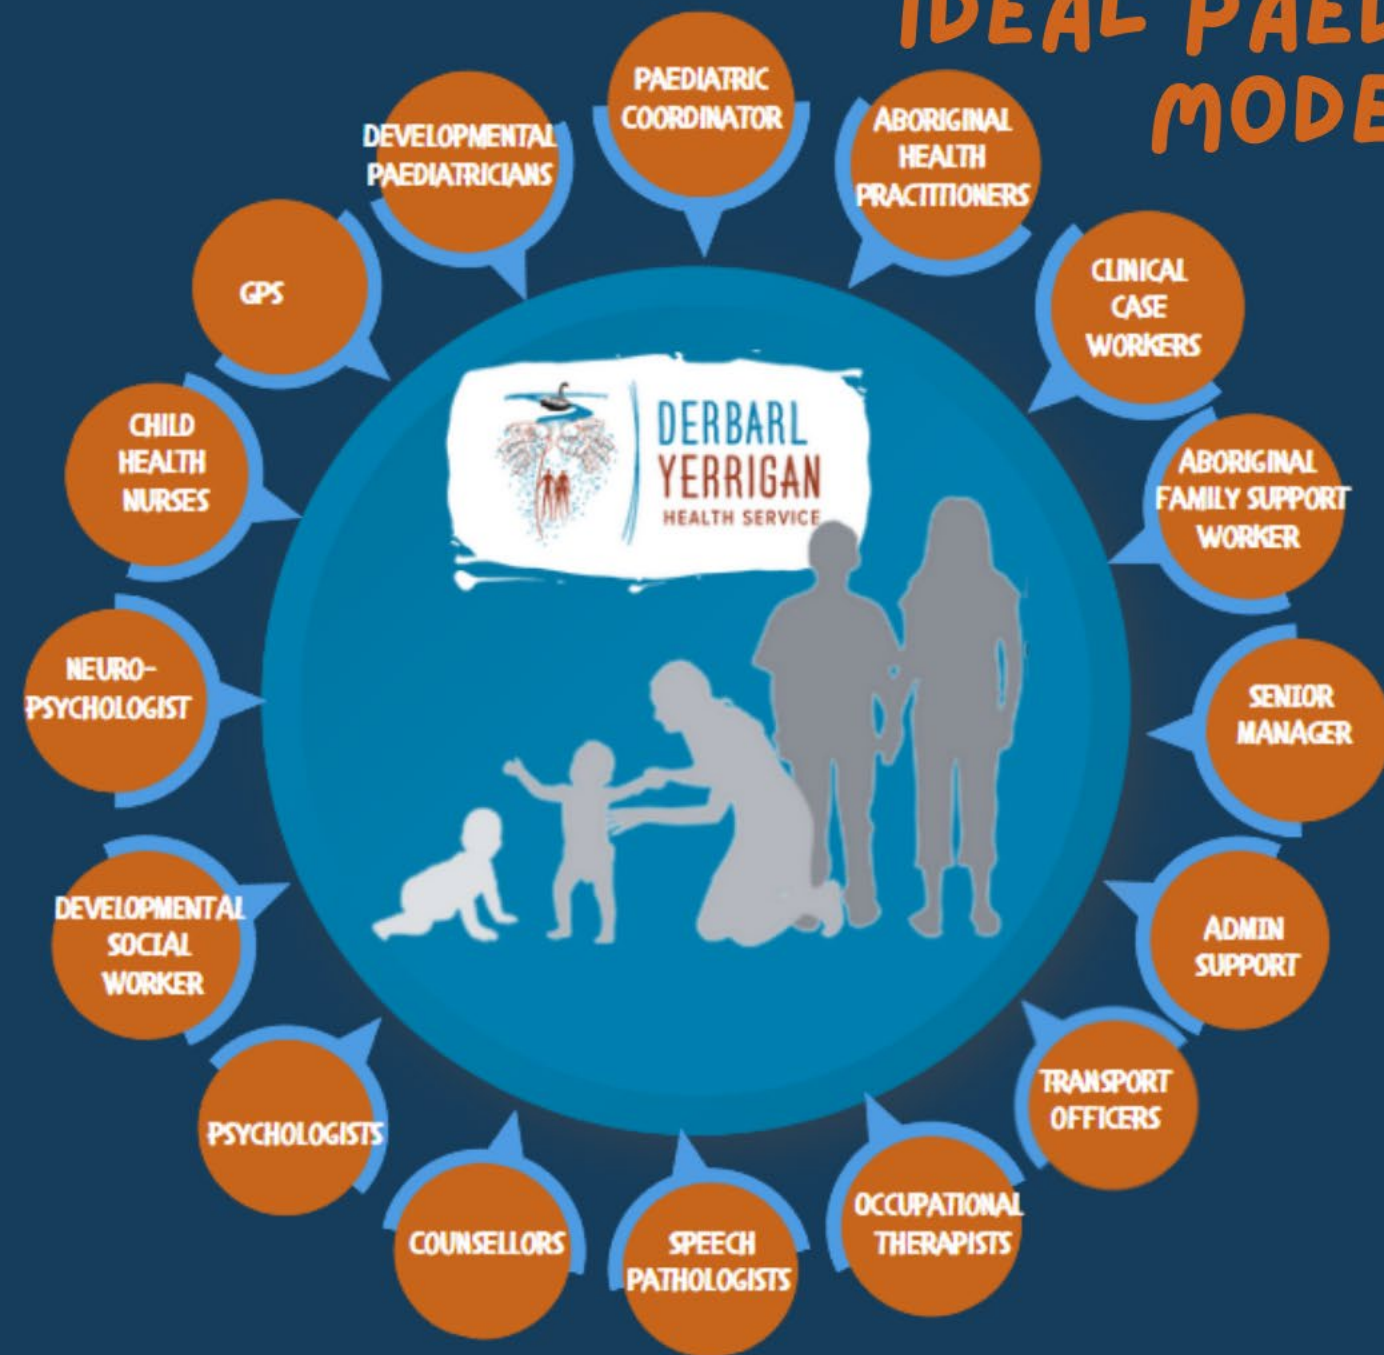 IDEAL PAED
MODE
PAEDIATRIC
COORDINATOR
ABORIGINAL
HEALTH
PRACTITIONERS
CLINICAL
CASE
WORKERS
ABORIGINAL
FAMILY SUPPORT
WORKER
SENIOR
MANAGER
ADMIN
SUPPORT
TRANSPORT
OFFICERS
OCCUPATIONAL
THERAPISTS
SPEECH
PATHOLOGISTS
COUNSELLORS
PSYCHOLOGISTS
DEVELOPMENTAL
SOCIAL
WORKER
NEURO-
PSYCHOLOGIST
CHILD
HEALTH
NURSES
GPS
DEVELOPMENTAL
PAEDIATRICIANS
DERBARL
YERRIGAN
HEALTH SERVICE